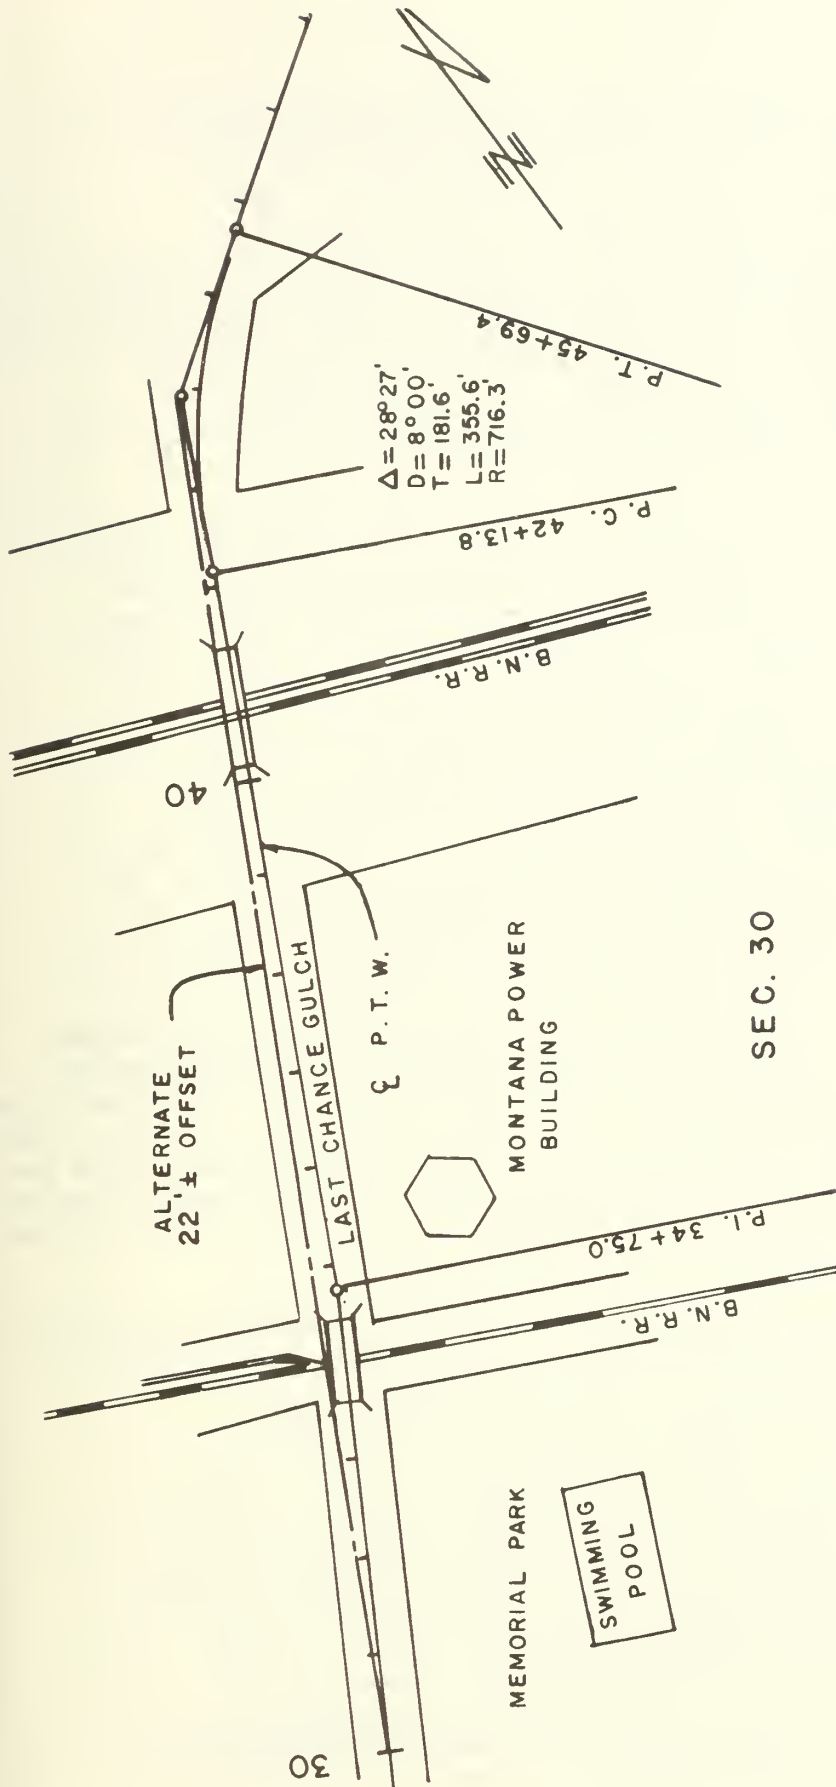 30
MEMORIAL PARK
SWIMMING
POOL
B.N.R.R.
P.I. 34+75.0
ALTERNATE
22'± OFFSET
LAST CHANCE GULCH
℄ P.T.W.
MONTANA POWER
BUILDING
SEC. 30
40
B.N.R.R.
P.C. 42+13.8
Δ=28°27'
D=8°00'
T=181.6'
L=355.6'
R=716.3'
P.T. 45+69.4
N